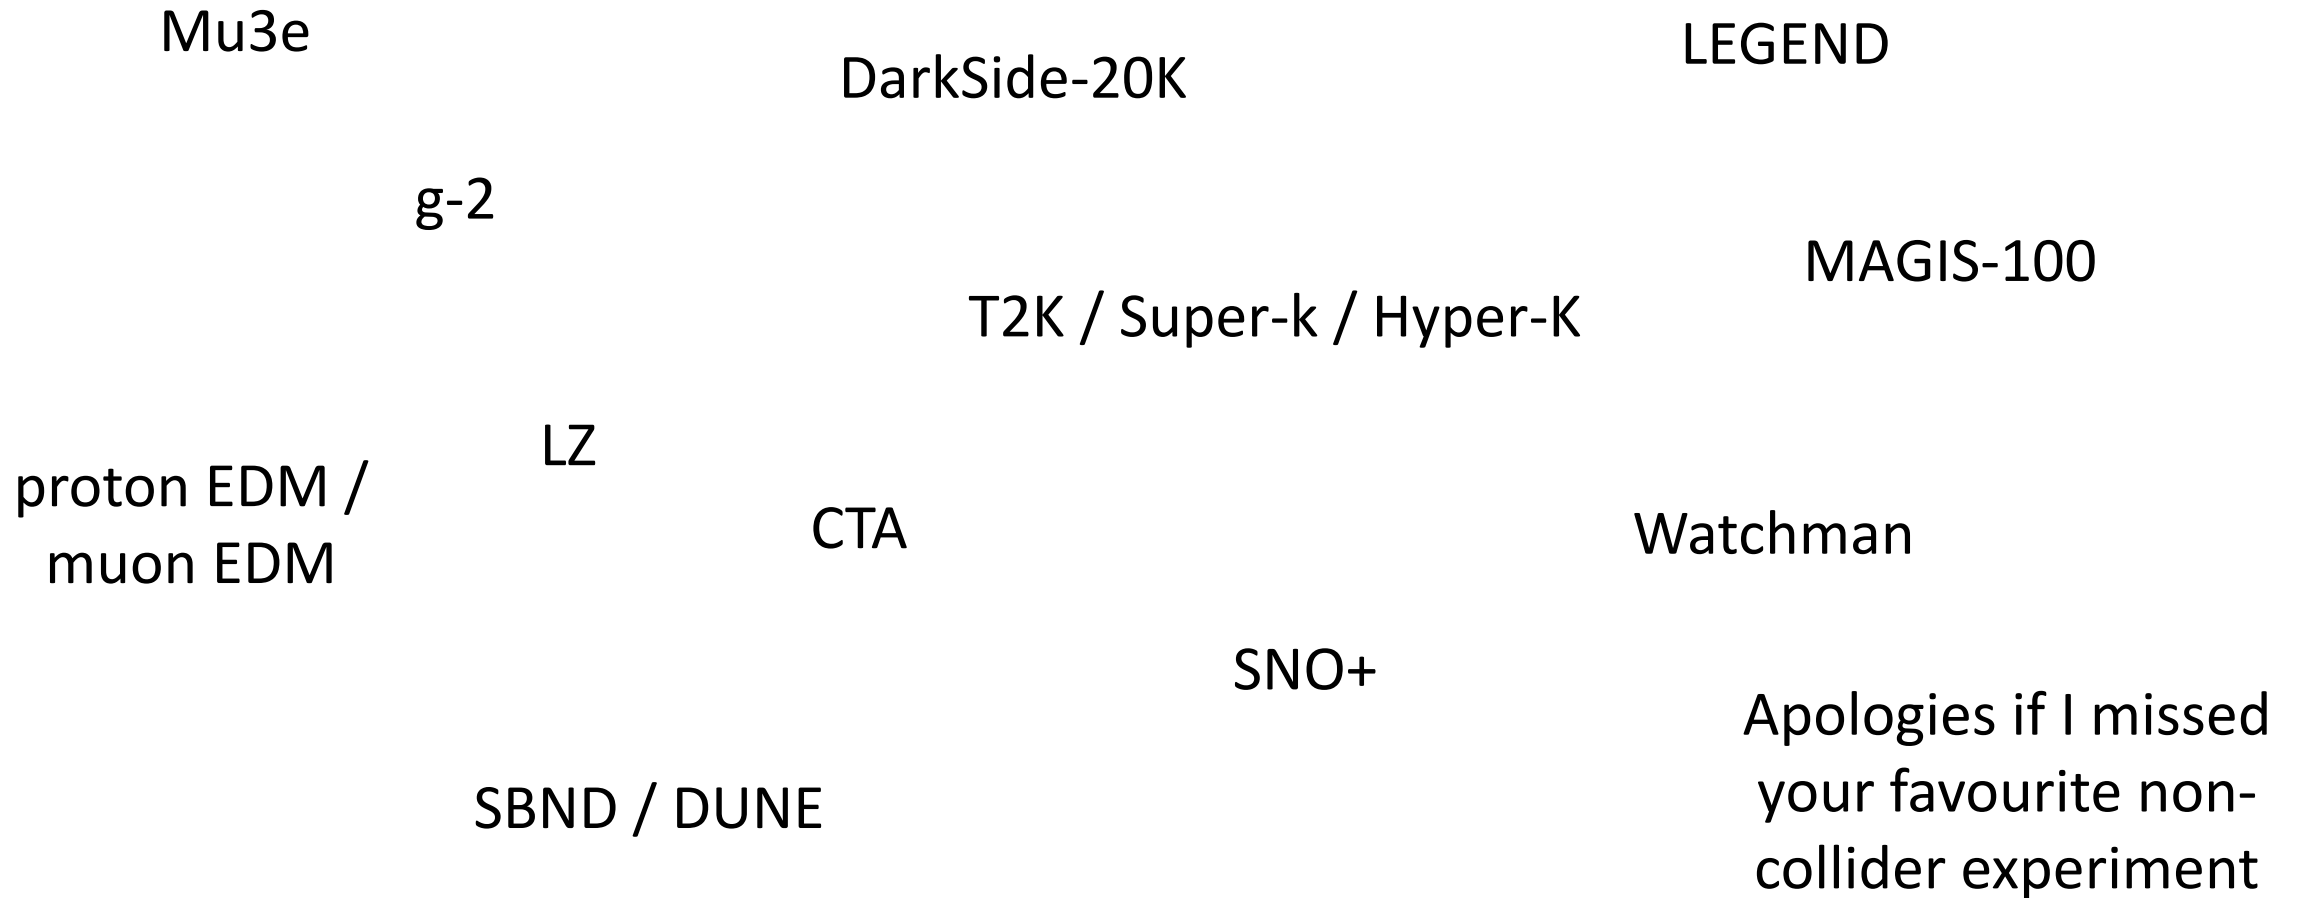 Mu3e
DarkSide-20K
LEGEND
g-2
MAGIS-100
T2K / Super-k / Hyper-K
LZ
proton EDM /
muon EDM
CTA
Watchman
SNO+
SBND / DUNE
Apologies if I missed
your favourite non-
collider experiment